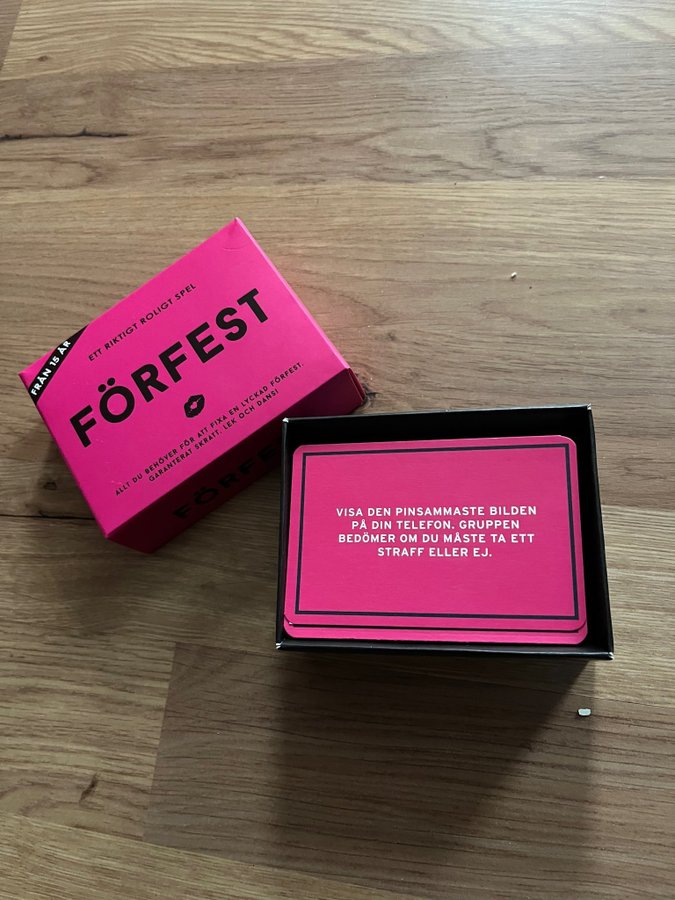 FRÅN 15 ÅR
ETT RIKTIGT ROLIGT SPEL
FÖRFEST
ALLT DU BEHÖVER FÖR ATT FIXA EN LYCKAD FÖRFEST.
GARANTERAT SKRATT, LEK OCH DANS!
FÖRFEST
VISA DEN PINSAMMASTE BILDEN
PÅ DIN TELEFON. GRUPPEN
BEDÖMER OM DU MÅSTE TA ETT
STRAFF ELLER EJ.